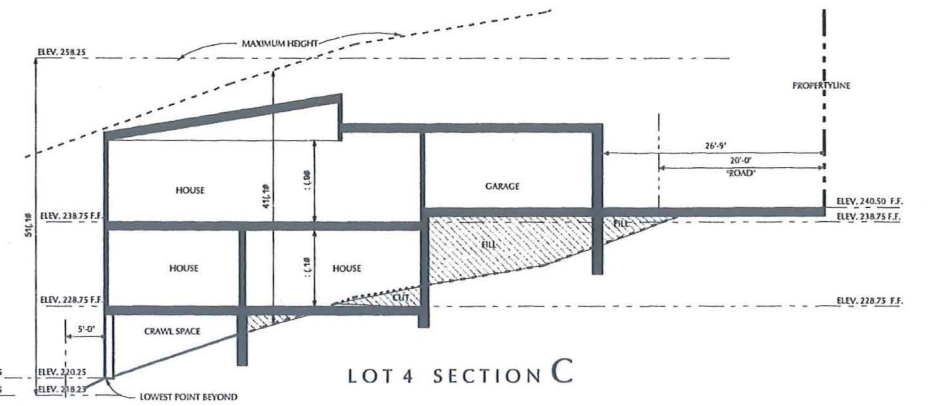 MAXIMUM HEIGHT
ELEV. 258.25
PROPERTYLINE
26'-9"
20'-0"
"ROAD"
HOUSE
GARAGE
ELEV. 240.50 F.F.
ELEV. 238.75 F.F.
ELEV. 238.75 F.F.
FILL
FILL
HOUSE
HOUSE
CUT
ELEV. 228.75 F.F.
ELEV. 228.75 F.F.
5'-0"
CRAWL SPACE
ELEV. 220.25
ELEV. 218.25
LOWEST POINT BEYOND
LOT 4 SECTION C